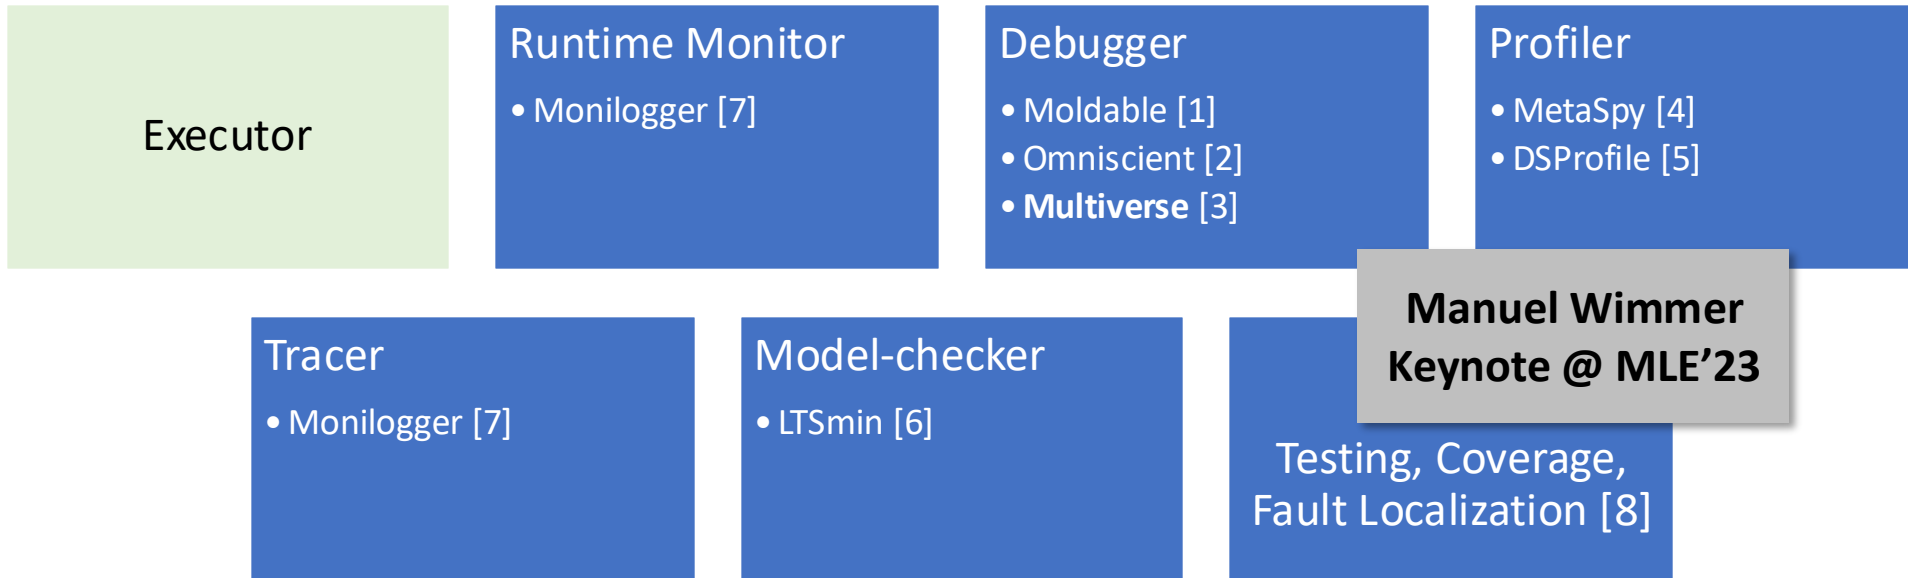 Executor
Runtime Monitor
• Monilogger [7]
Debugger
• Moldable [1]
• Omniscient [2]
• Multiverse [3]
Profiler
• MetaSpy [4]
• DSProfile [5]
Tracer
• Monilogger [7]
Model-checker
• LTSmin [6]
Manuel Wimmer
Keynote @ MLE’23
Testing, Coverage,
Fault Localization [8]